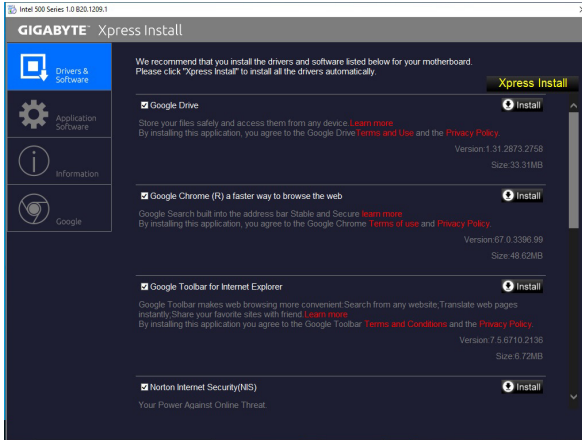 Intel 500 Series 1.0 B20.1209.1
GIGABYTE™ Xpress Install
Drivers &
Software
Application
Software
Information
Google
We recommend that you install the drivers and software listed below for your motherboard.
Please click "Xpress Install" to install all the drivers automatically.
Xpress Install
Google Drive
Install
Store your files safely and access them from any device.Learn more
By installing this application, you agree to the Google DriveTerms and Use and the Privacy Policy.
Version:1.31.2873.2758
Size:33.31MB
Google Chrome (R) a faster way to browse the web
Install
Google Search built into the address bar Stable and Secure learn more
By installing this application, you agree to the Google Chrome Terms of use and Privacy Policy.
Version:67.0.3396.99
Size:48.62MB
Google Toolbar for Internet Explorer
Install
Google Toolbar makes web browsing more convenient.Search from any website,Translate web pages
instantly,Share your favorite sites with friend.Learn more
By installing this application you agree to the Google Toolbar Terms and Conditions and the Privacy Policy.
Version:7.5.6710.2136
Size:6.72MB
Norton Internet Security(NIS)
Install
Your Power Against Online Threat.